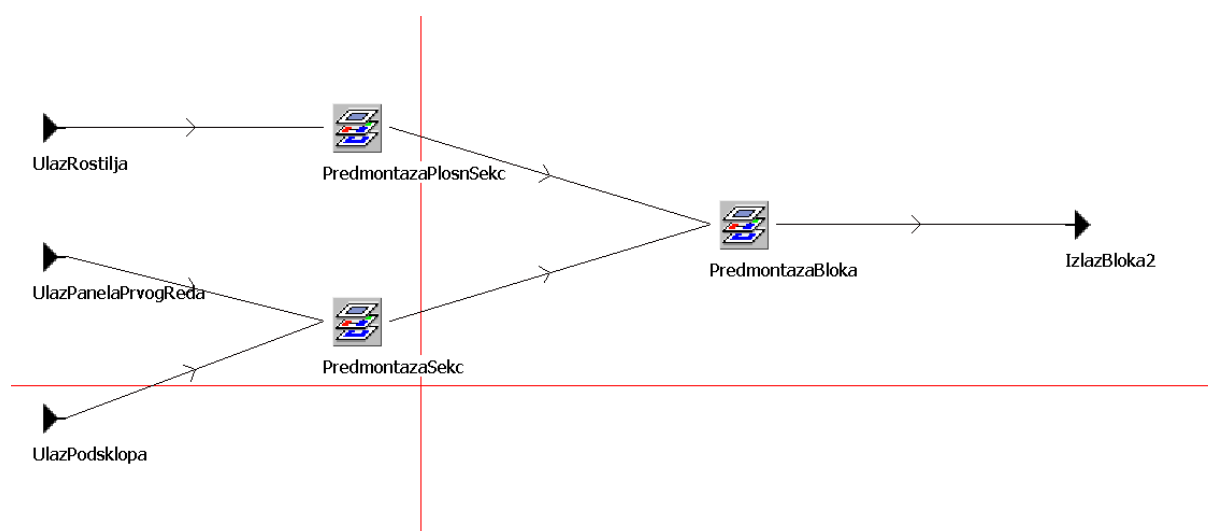 UlazRostilja
PredmontazaPlosnSekc
PredmontazaBloka
IzlazBloka2
UlazPanelaPrvogReda
PredmontazaSekc
UlazPodsklopa